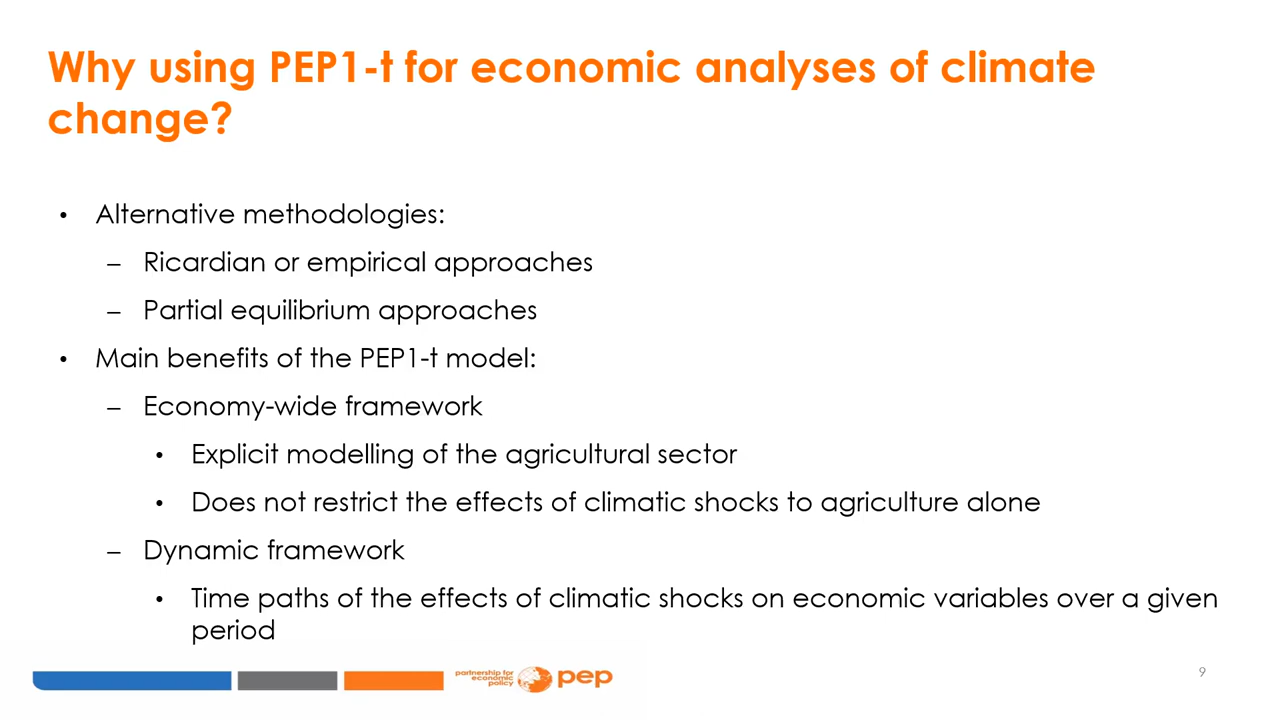 Why using PEP1-t for economic analyses of climate
change?
• Alternative methodologies:
– Ricardian or empirical approaches
– Partial equilibrium approaches
• Main benefits of the PEP1-t model:
– Economy-wide framework
• Explicit modelling of the agricultural sector
• Does not restrict the effects of climatic shocks to agriculture alone
– Dynamic framework
• Time paths of the effects of climatic shocks on economic variables over a given
period
partnership for
economic
policy
pep
9